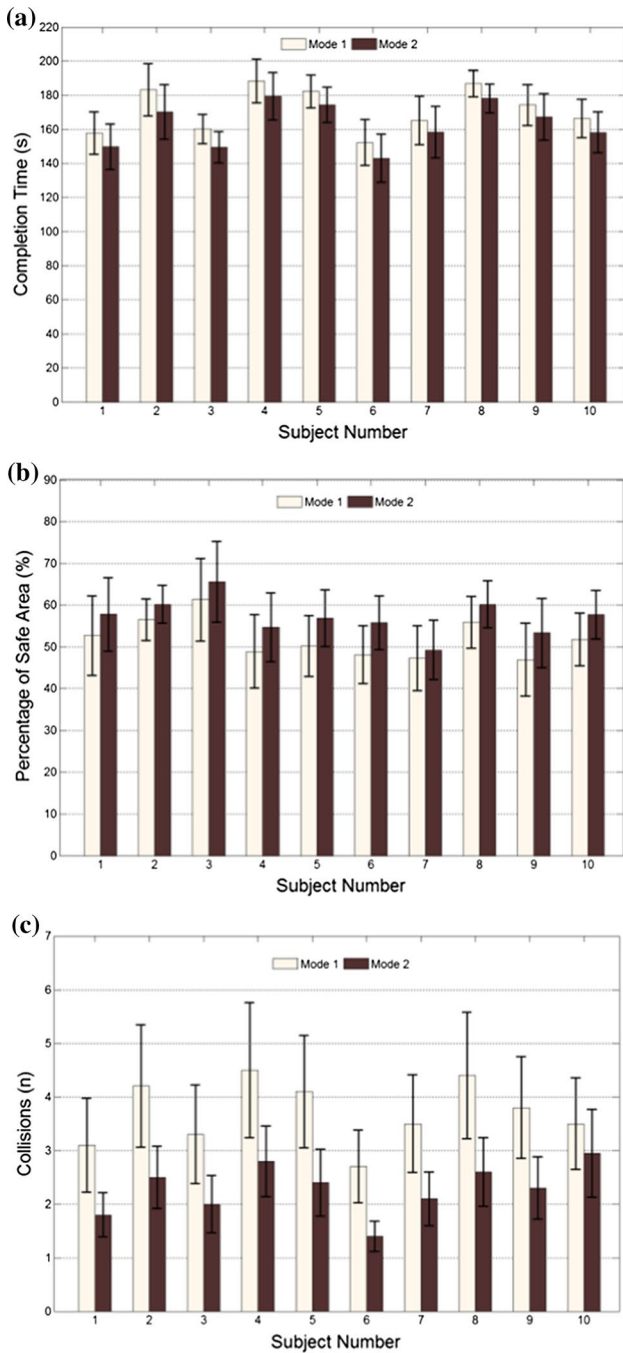 (a)
220
200
180
160
140
120
100
80
60
40
20
0
Completion Time (s)
Mode 1 Mode 2
1 2 3 4 5 6 7 8 9 10
Subject Number
(b)
90
80
70
60
50
40
30
20
10
0
Percentage of Safe Area (%)
Mode 1 Mode 2
1 2 3 4 5 6 7 8 9 10
Subject Number
(c)
7
6
5
4
3
2
1
0
Collisions (n)
Mode 1 Mode 2
1 2 3 4 5 6 7 8 9 10
Subject Number